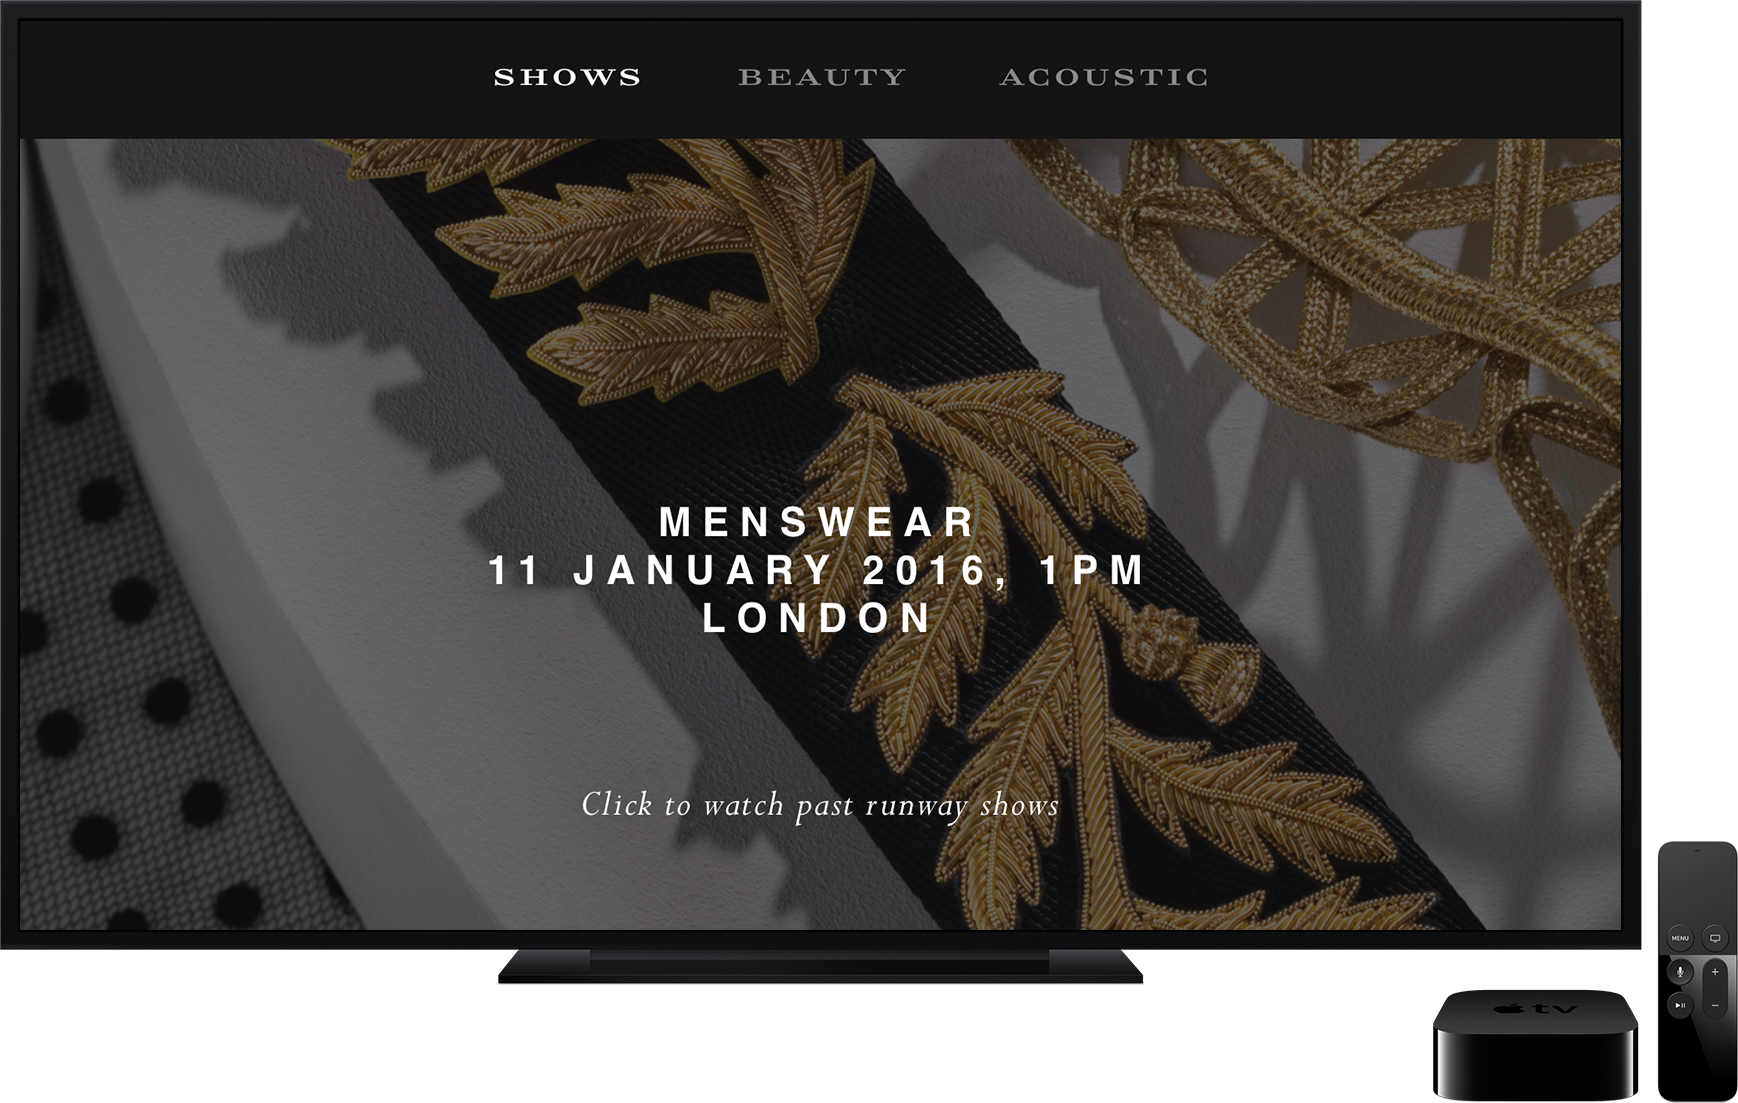 SHOWS BEAUTY ACOUSTIC
MENSWEAR
11 JANUARY 2016, 1PM
LONDON
Click to watch past runway shows
MENU
tv